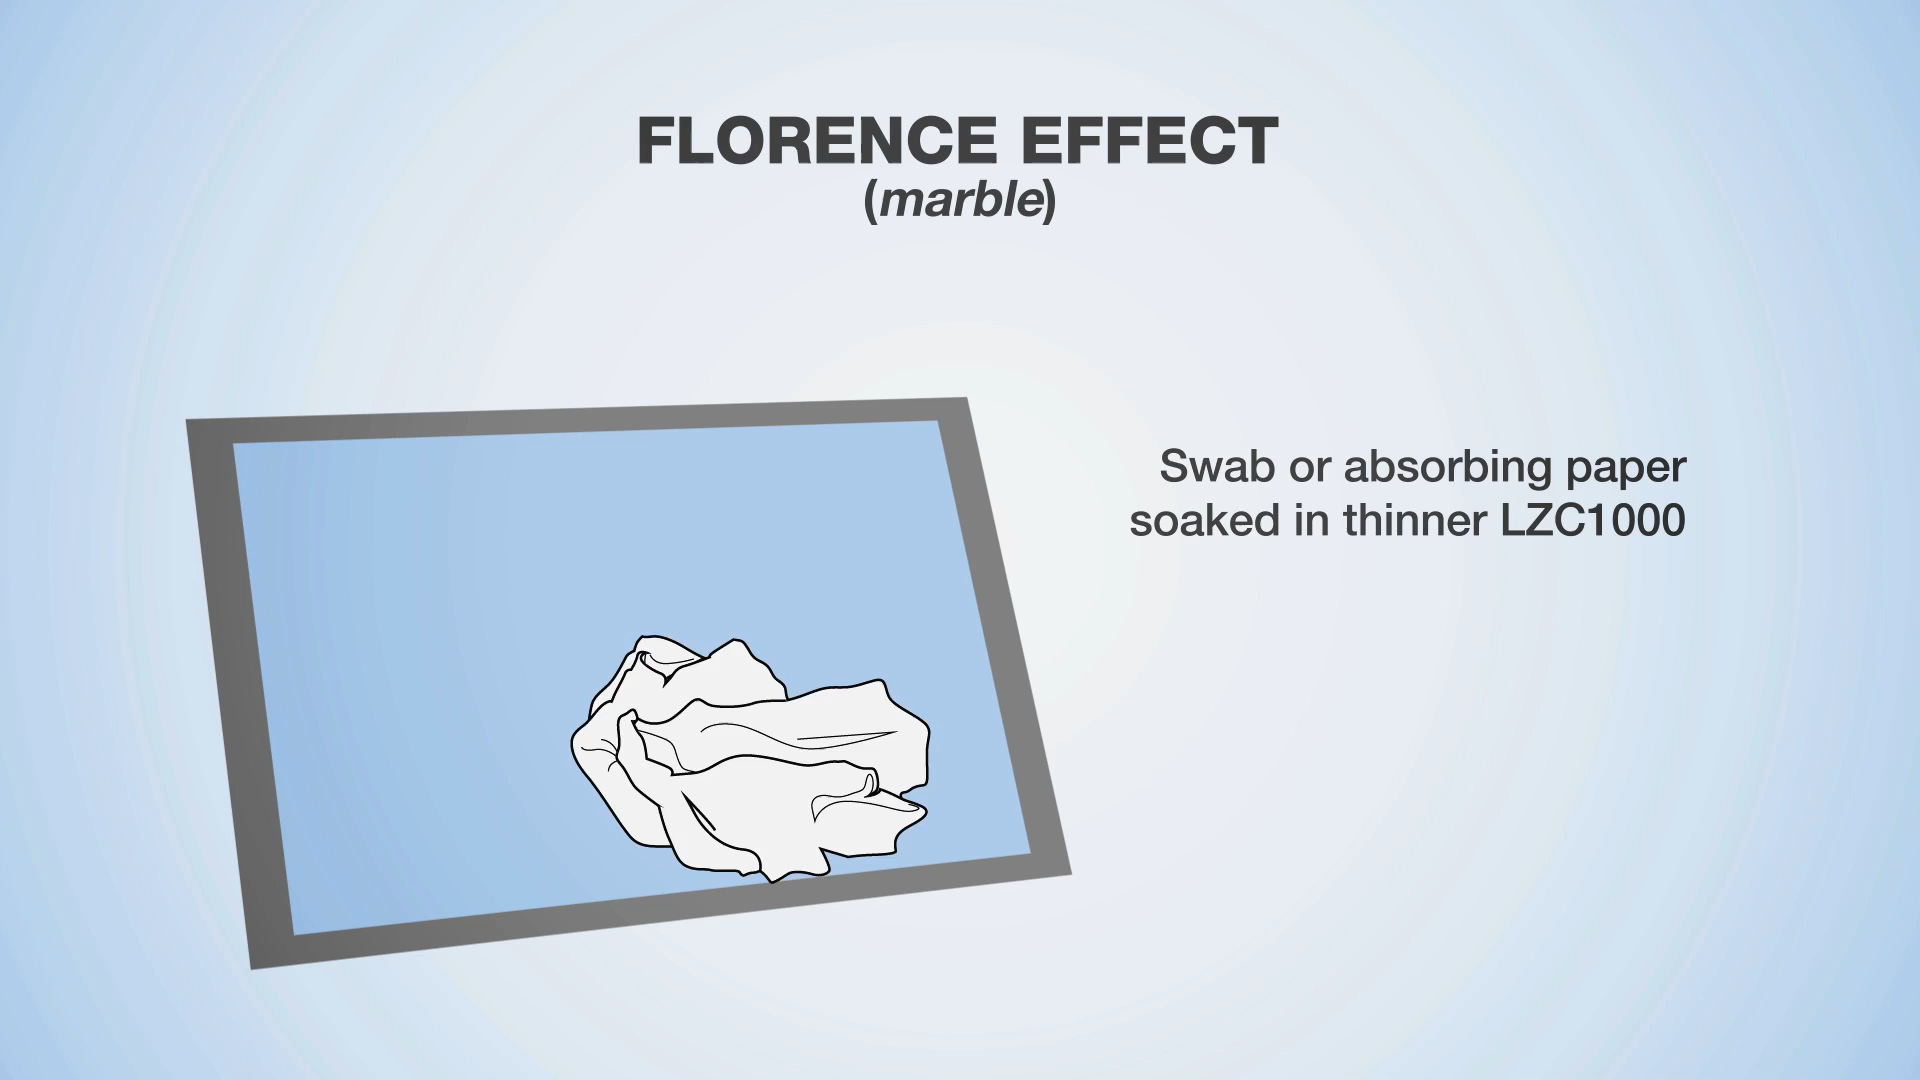 FLORENCE EFFECT
(marble)
Swab or absorbing paper
soaked in thinner LZC1000